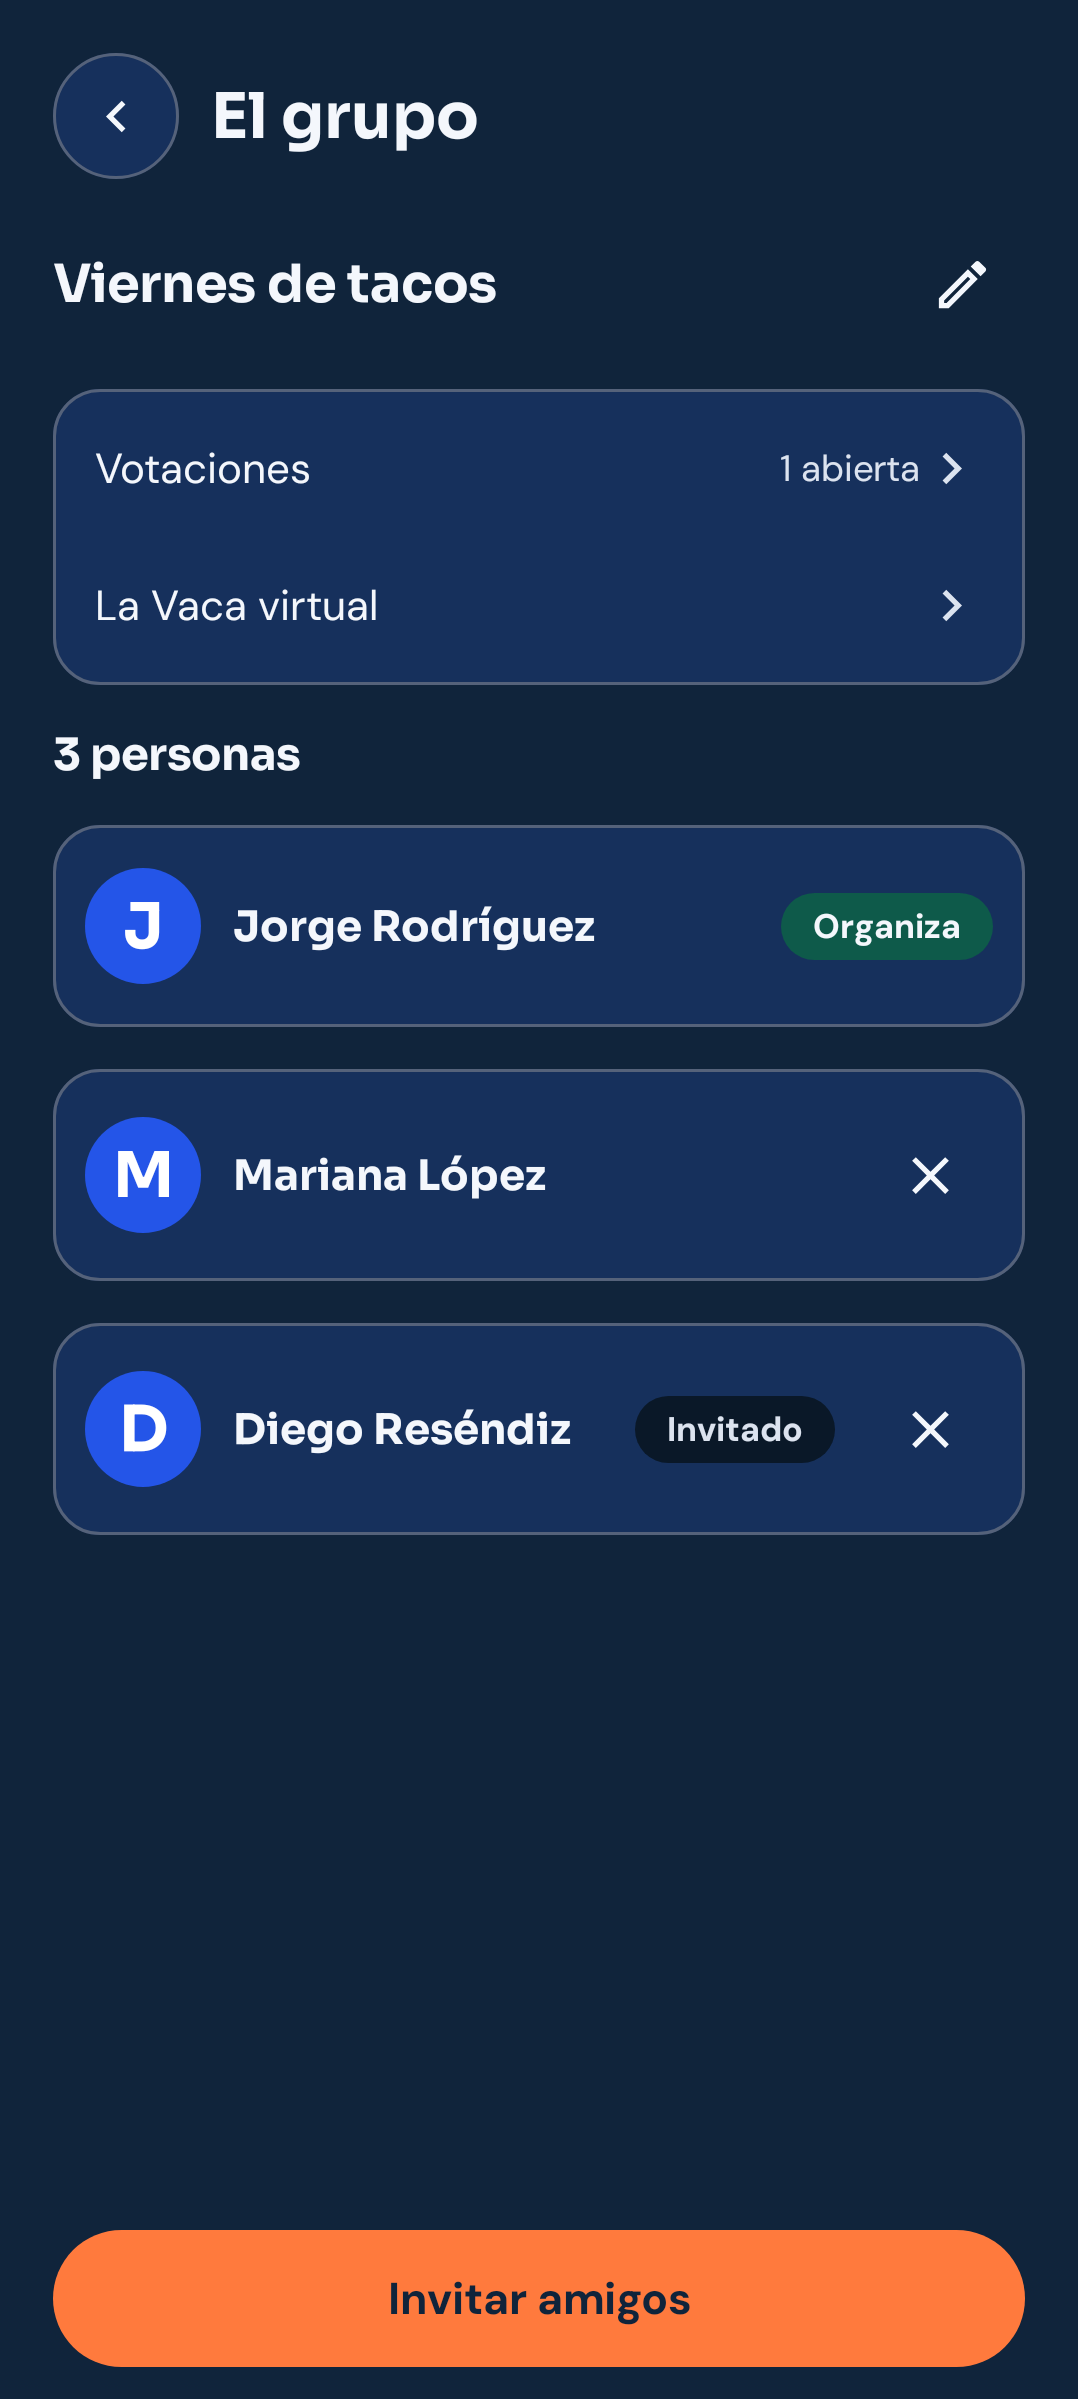 El grupo
Viernes de tacos
Votaciones 1 abierta
La Vaca virtual
3 personas
J Jorge Rodríguez Organiza
M Mariana López
D Diego Reséndiz Invitado
Invitar amigos